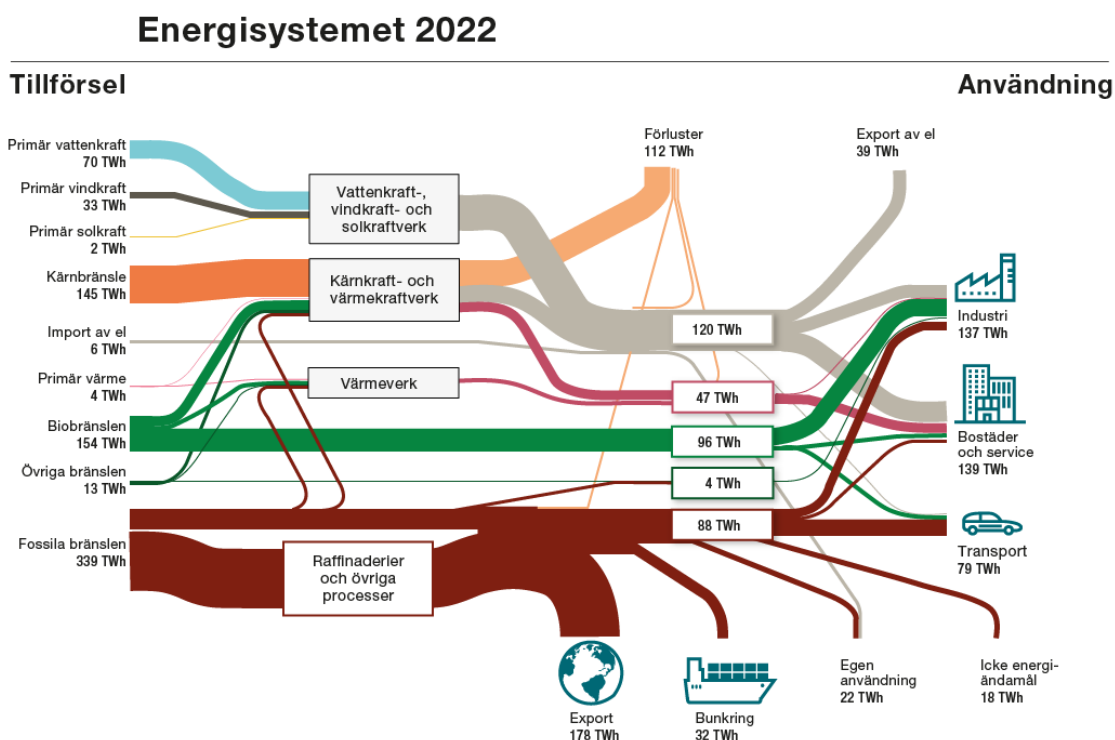 Energisystemet 2022
Tillförsel
Användning
Primär vattenkraft
70 TWh
Primär vindkraft
33 TWh
Primär solkraft
2 TWh
Kärnbränsle
145 TWh
Import av el
6 TWh
Primär värme
4 TWh
Biobränslen
154 TWh
Övriga bränslen
13 TWh
Fossila bränslen
339 TWh
Vattenkraft-,
vindkraft- och
solkraftverk
Kärnkraft- och
värmekraftverk
Värmeverk
Raffinaderier
och övriga
processer
Förluster
112 TWh
Export av el
39 TWh
120 TWh
47 TWh
96 TWh
4 TWh
88 TWh
Industri
137 TWh
Bostäder
och service
139 TWh
Transport
79 TWh
Export
178 TWh
Bunkring
32 TWh
Egen
användning
22 TWh
Icke energi-
ändamål
18 TWh